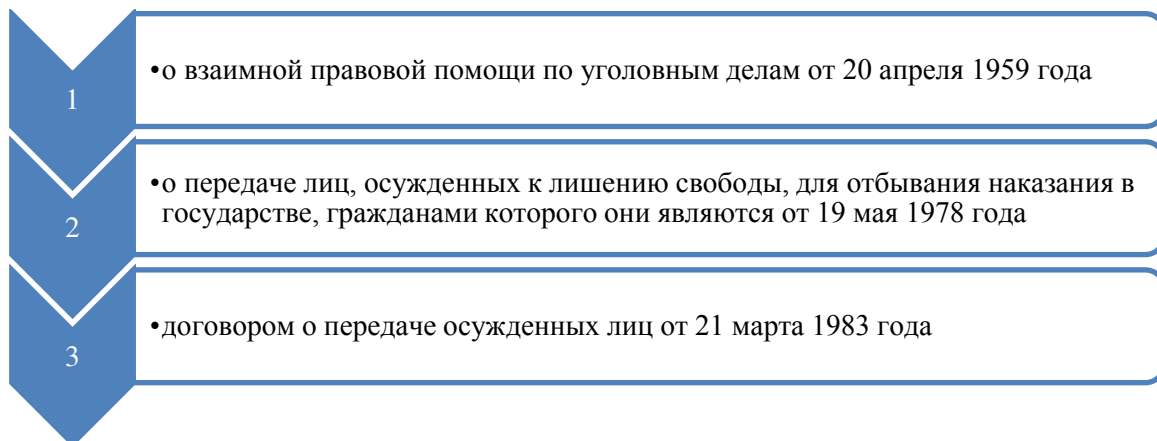 1
•о взаимной правовой помощи по уголовным делам от 20 апреля 1959 года
2
•о передаче лиц, осужденных к лишению свободы, для отбывания наказания в
государстве, гражданами которого они являются от 19 мая 1978 года
3
•договором о передаче осужденных лиц от 21 марта 1983 года